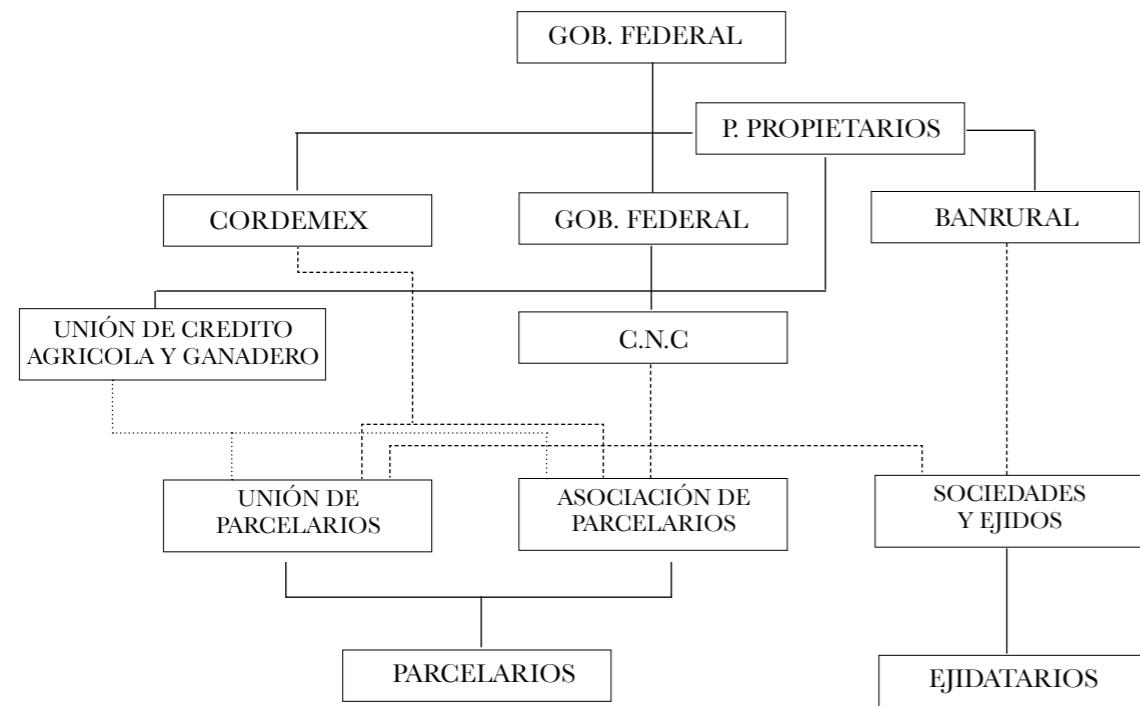 GOB. FEDERAL
P. PROPIETARIOS
CORDEMEX
GOB. FEDERAL
BANRURAL
UNIÓN DE CREDITO
AGRICOLA Y GANADERO
C.N.C
UNIÓN DE
PARCELARIOS
ASOCIACIÓN DE
PARCELARIOS
SOCIEDADES
Y EJIDOS
PARCELARIOS
EJIDATARIOS